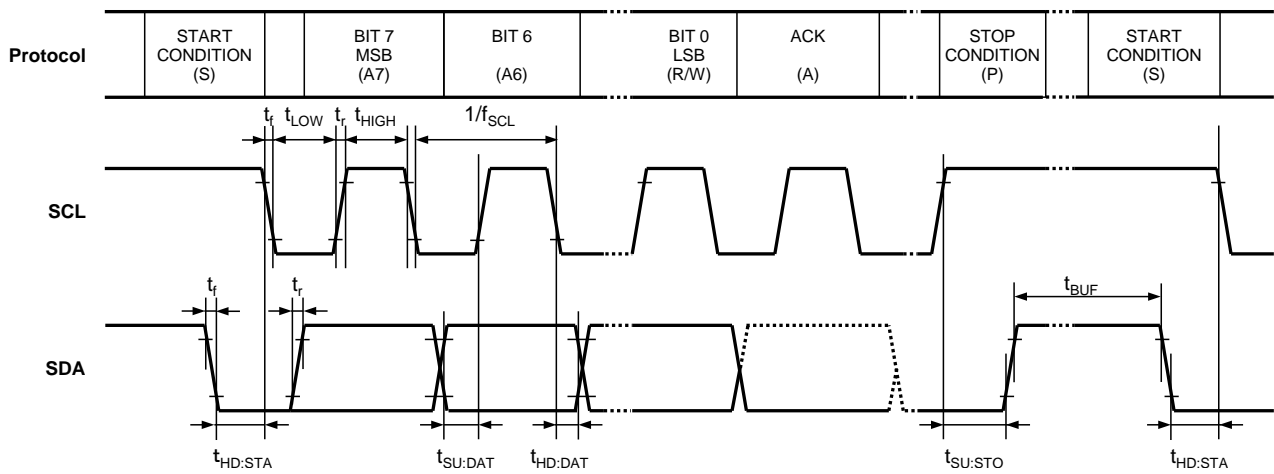 Protocol
START
CONDITION
(S)
BIT 7
MSB
(A7)
BIT 6
(A6)
BIT 0
LSB
(R/W)
ACK
(A)
STOP
CONDITION
(P)
START
CONDITION
(S)
tf tLOW tr tHIGH 1/fSCL
SCL
tf tr tBUF
SDA
tHD;STA tSU;DAT tHD;DAT tSU;STO tHD;STA